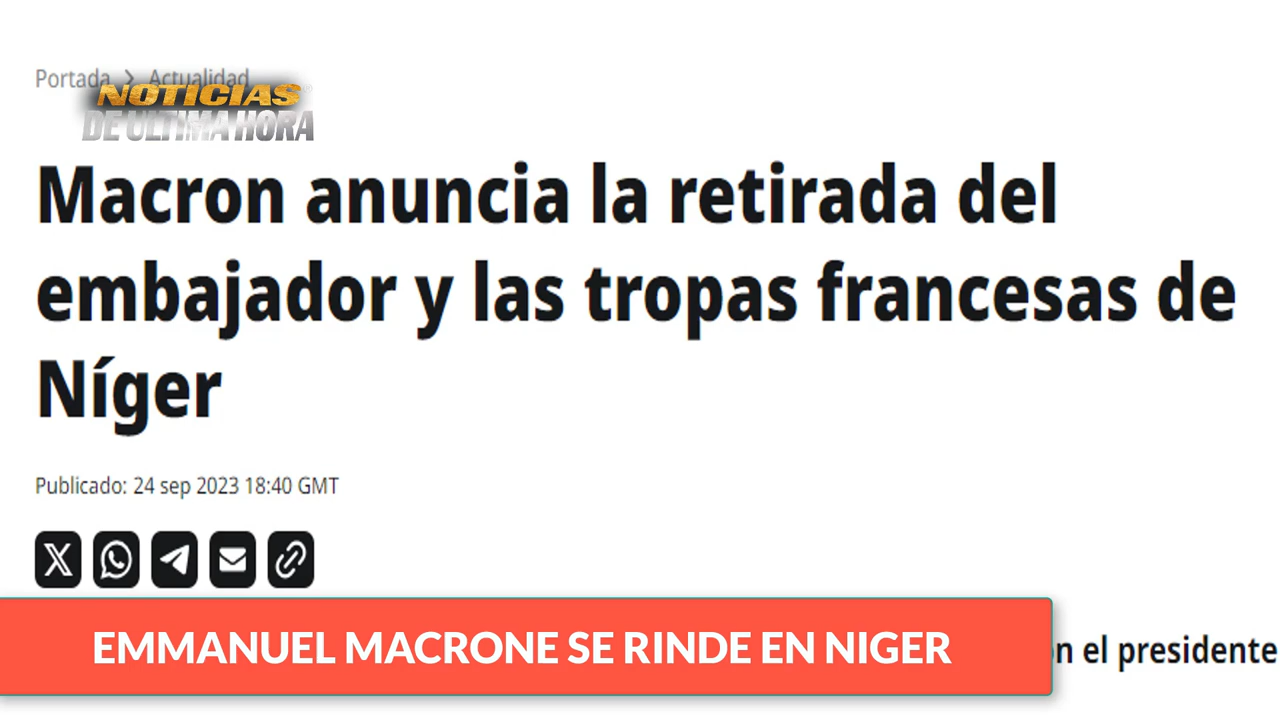 Portada > Actualidad
NOTICIAS
DE ULTIMA HORA
Macron anuncia la retirada del
embajador y las tropas francesas de
Níger
Publicado: 24 sep 2023 18:40 GMT
EMMANUEL MACRONE SE RINDE EN NIGER
el presidente